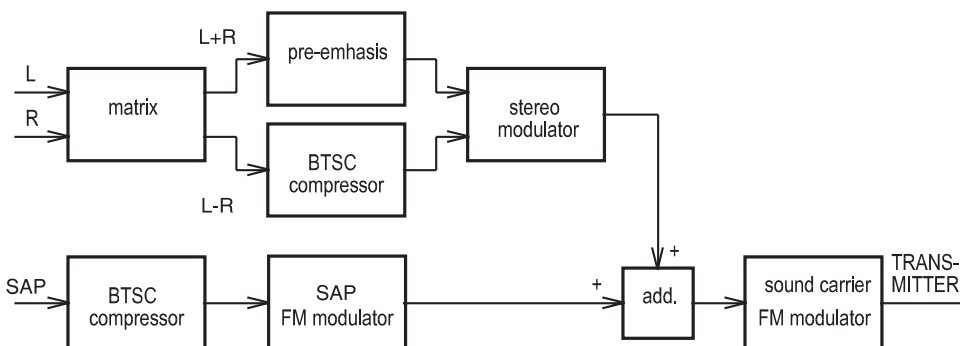 L+R
pre-emhasis
L
matrix
R
stereo
modulator
BTSC
compressor
L-R
+
SAP
BTSC
compressor
SAP
FM modulator
+
add.
sound carrier
FM modulator
TRANS-
MITTER